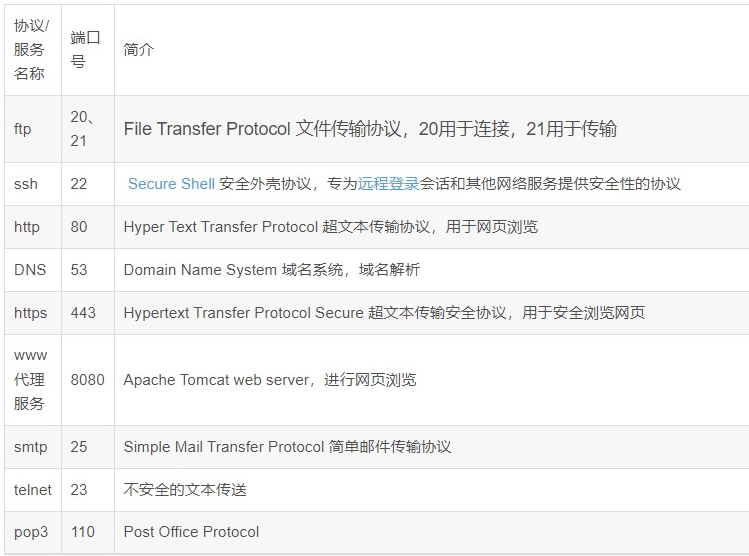 协议/
服务
名称
端口
号
简介
ftp
20、
21
File Transfer Protocol 文件传输协议，20用于连接，21用于传输
ssh
22
Secure Shell 安全外壳协议，专为远程登录会话和其他网络服务提供安全性的协议
http
80
Hyper Text Transfer Protocol 超文本传输协议，用于网页浏览
DNS
53
Domain Name System 域名系统，域名解析
https
443
Hypertext Transfer Protocol Secure 超文本传输安全协议，用于安全浏览网页
www
代理
服务
8080
Apache Tomcat web server，进行网页浏览
smtp
25
Simple Mail Transfer Protocol 简单邮件传输协议
telnet
23
不安全的文本传送
pop3
110
Post Office Protocol